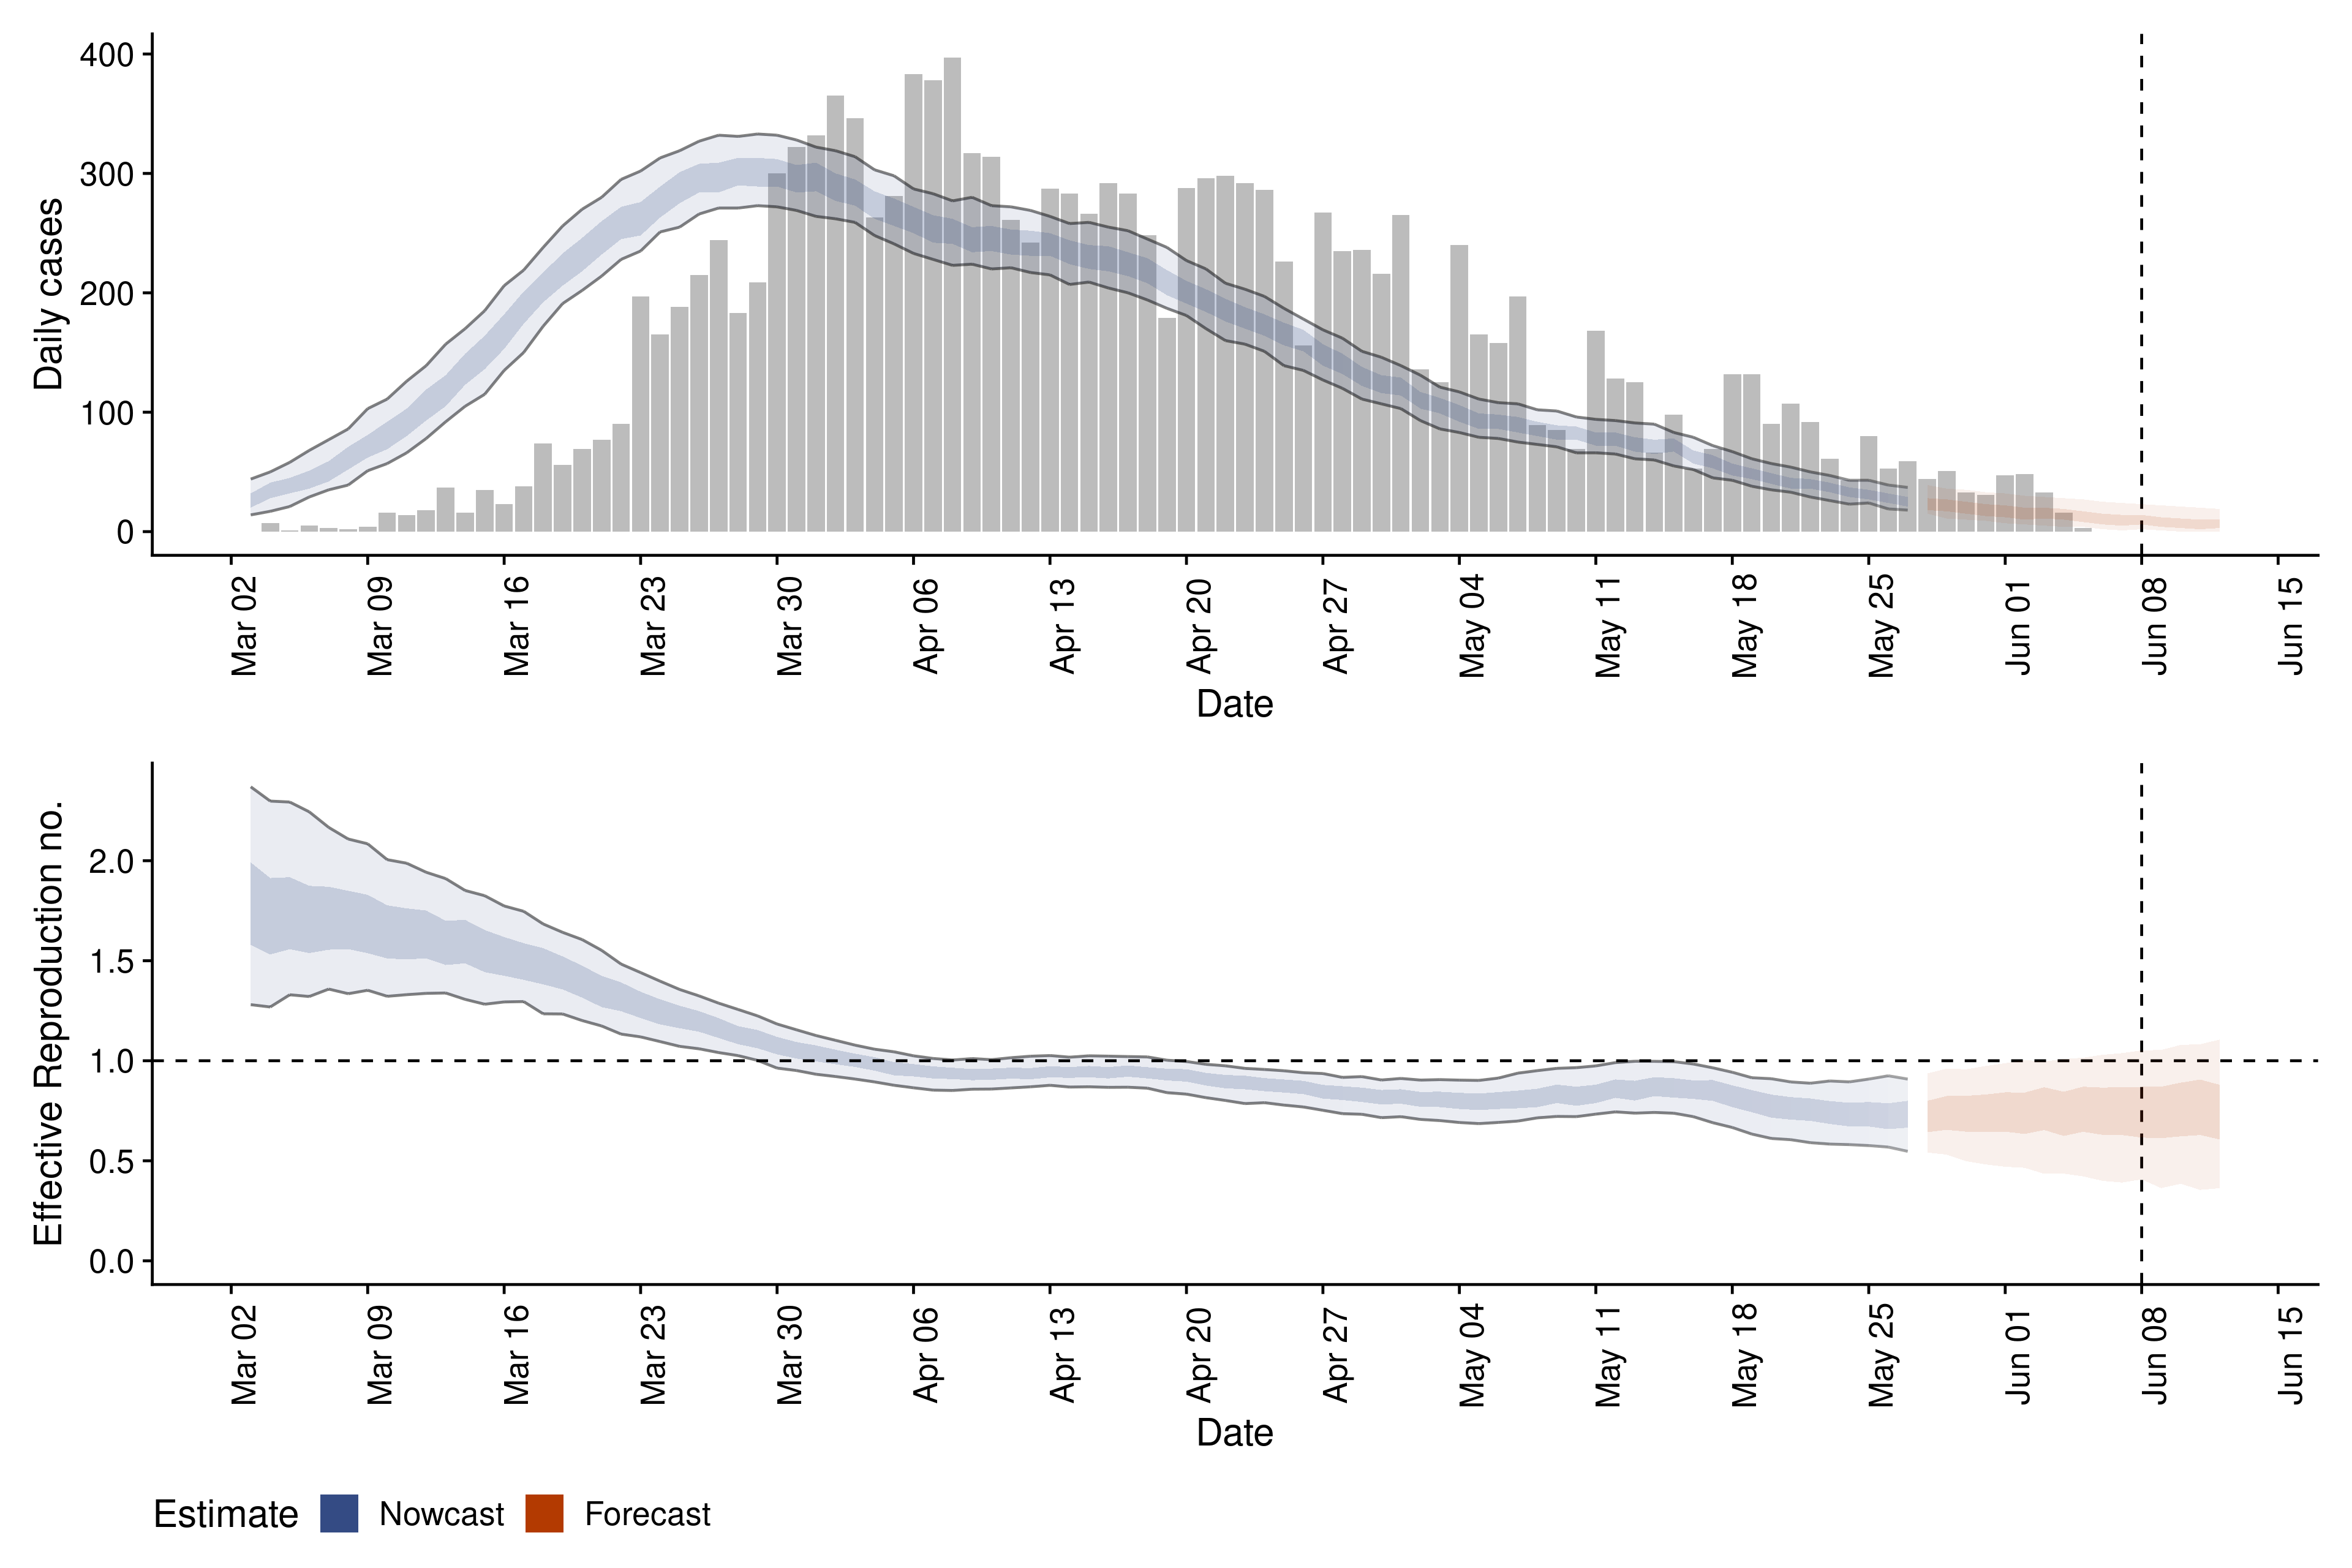 Daily cases
400
300
200
100
0
Mar 02 Mar 09 Mar 16 Mar 23 Mar 30 Apr 06 Apr 13 Apr 20 Apr 27 May 04 May 11 May 18 May 25 Jun 01 Jun 08 Jun 15
Date
Effective Reproduction no.
2.0
1.5
1.0
0.5
0.0
Mar 02 Mar 09 Mar 16 Mar 23 Mar 30 Apr 06 Apr 13 Apr 20 Apr 27 May 04 May 11 May 18 May 25 Jun 01 Jun 08 Jun 15
Date
Estimate Nowcast Forecast